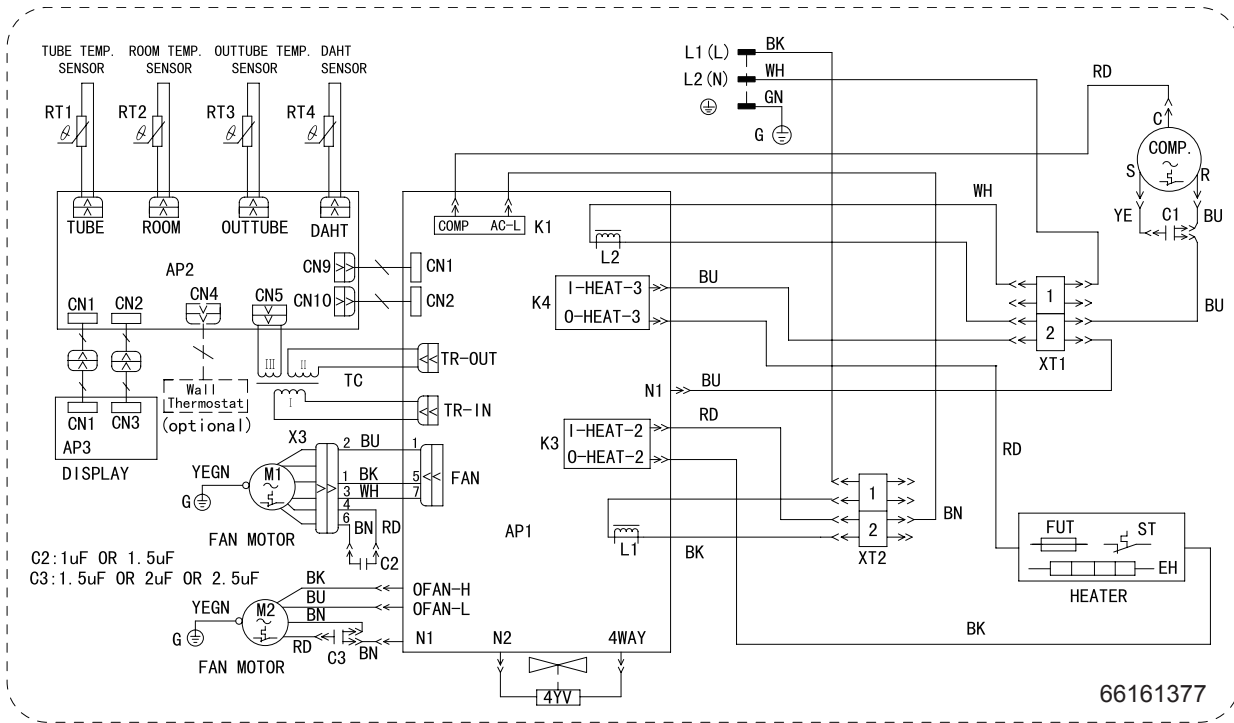 TUBE TEMP. SENSOR
ROOM TEMP. SENSOR
OUTTUBE TEMP. SENSOR
DAHT SENSOR
RT1
RT2
RT3
RT4
θ
θ
θ
θ
TUBE
ROOM
OUTTUBE
DAHT
AP2
CN1
CN2
CN4
CN5
CN9
CN10
CN1
CN2
III
II
I
TC
TR-OUT
TR-IN
Wall
Thermostat
(optional)
CN1
CN3
AP3
DISPLAY
X3
2 BU 1
1 BK 5
3 WH 7
4
6
BN
RD
C2
FAN
YEGN
G
M1
FAN MOTOR
C2:1uF OR 1.5uF
C3:1.5uF OR 2uF OR 2.5uF
BK
BU
BN
RD
C3
BN
YEGN
G
M2
FAN MOTOR
OFAN-H
OFAN-L
N1
N2
4WAY
4YV
AP1
COMP
AC-L
K1
L2
K4
I-HEAT-3
O-HEAT-3
BU
N1
BU
K3
I-HEAT-2
O-HEAT-2
RD
L1
BK
L1(L)
BK
L2(N)
WH
GN
G
RD
C
COMP.
S
R
YE
C1
BU
WH
1
2
XT1
BU
1
2
XT2
BN
RD
FUT
ST
EH
HEATER
BK
66161377